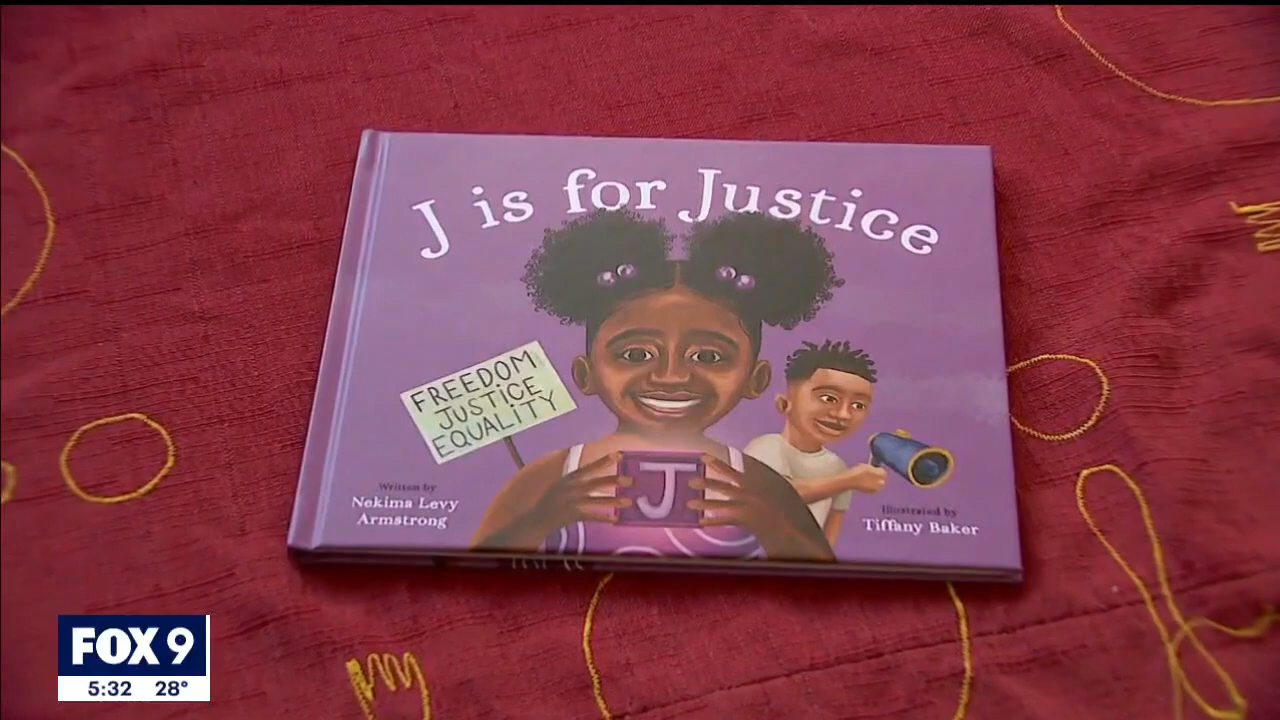 J is for Justice
FREEDOM
JUSTICE
EQUALITY
J
Written by
Nekima Levy
Armstrong
Illustrated by
Tiffany Baker
FOX 9
5:32 28°